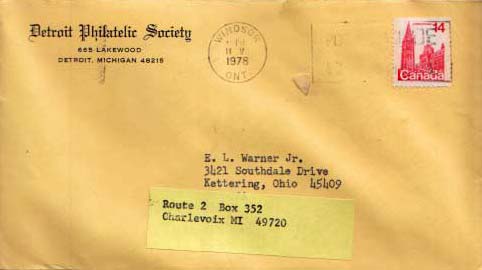 Detroit Philatelic Society
665 LAKEWOOD
DETROIT, MICHIGAN 48215
WINDSOR
1978
ONT.
14
Canada
E. L. Warner Jr.
3421 Southdale Drive
Kettering, Ohio 45409
Route 2 Box 352
Charlevoix MI 49720